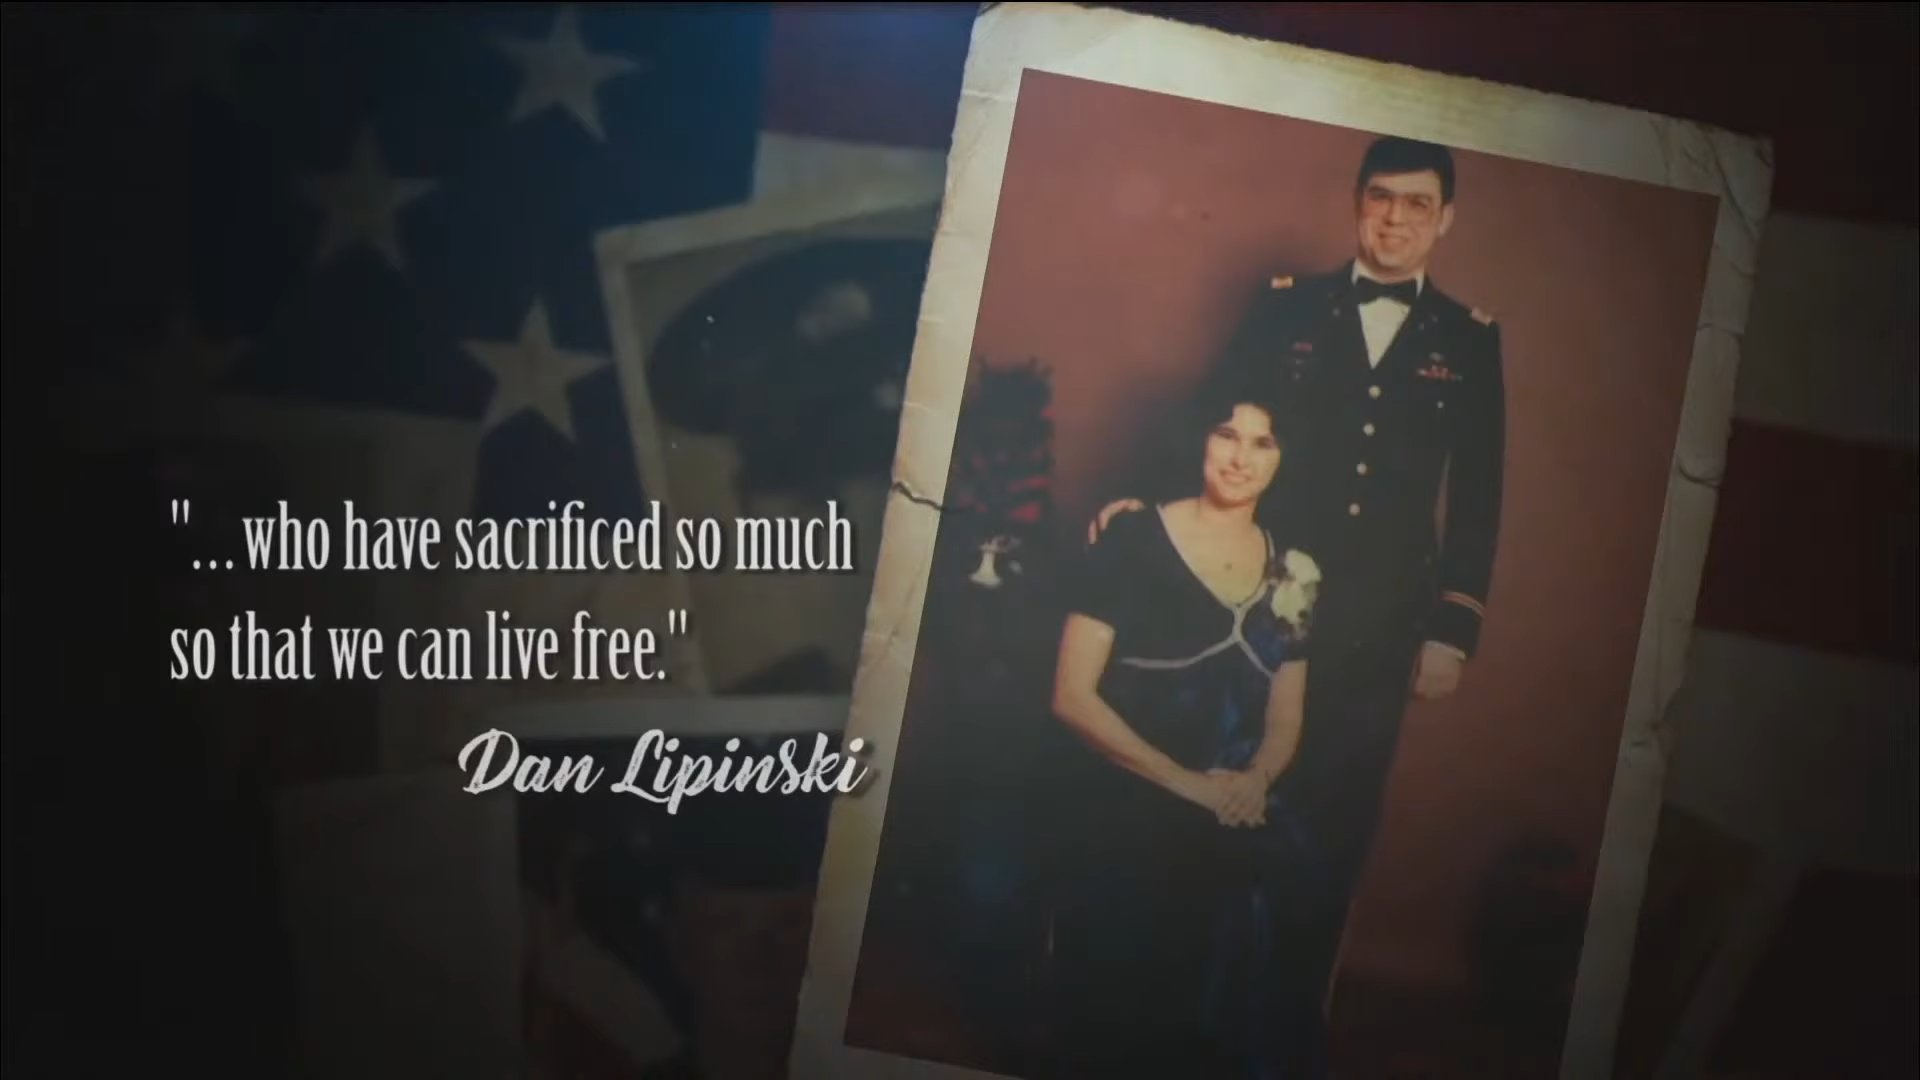 "...who have sacrificed so much
so that we can live free."
Dan Lipinski